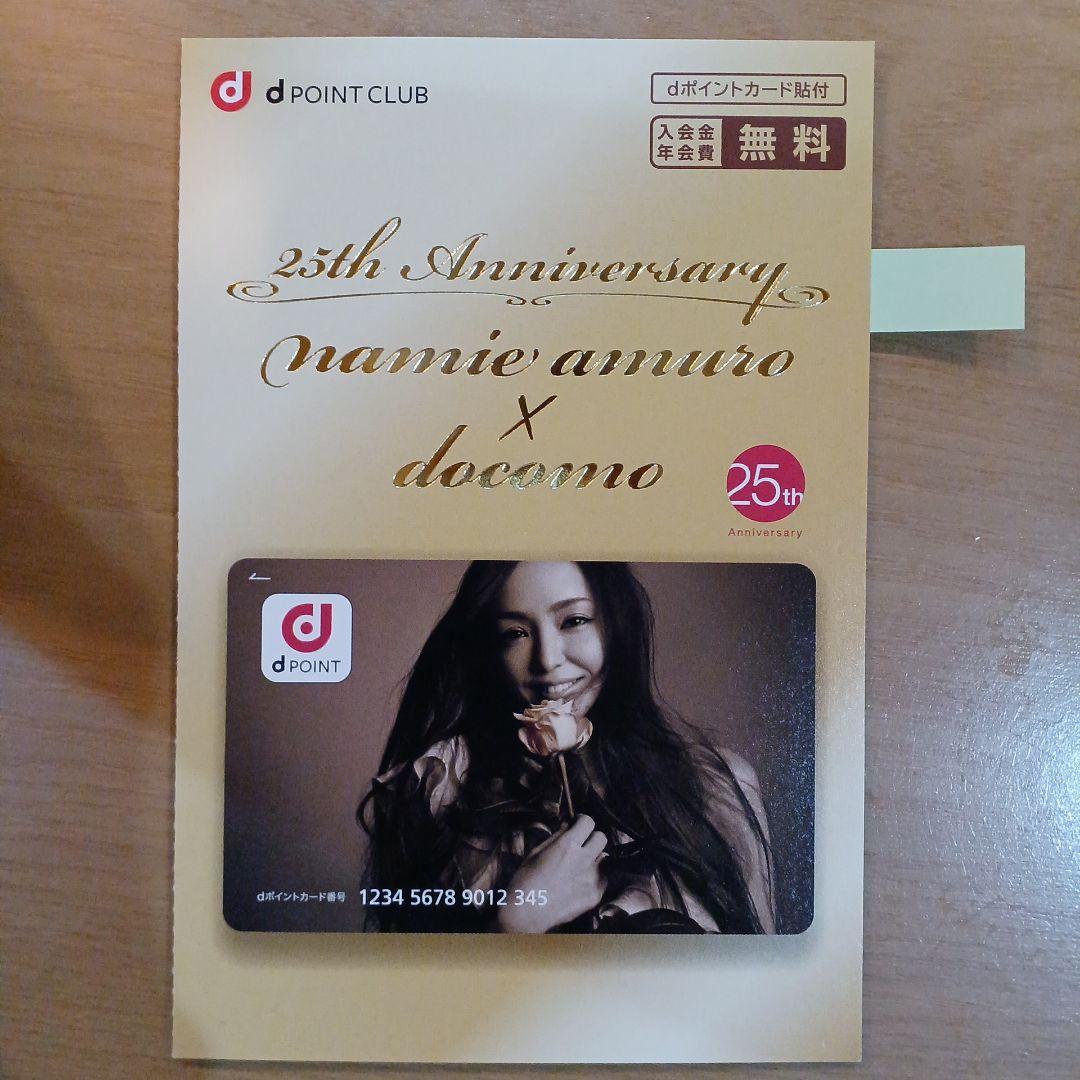 d POINT CLUB
dポイントカード貼付
入会金
年会費
無料
25th Anniversary
namie amuro
×
docomo
25th
Anniversary
d POINT
dポイントカード番号 1234 5678 9012 345